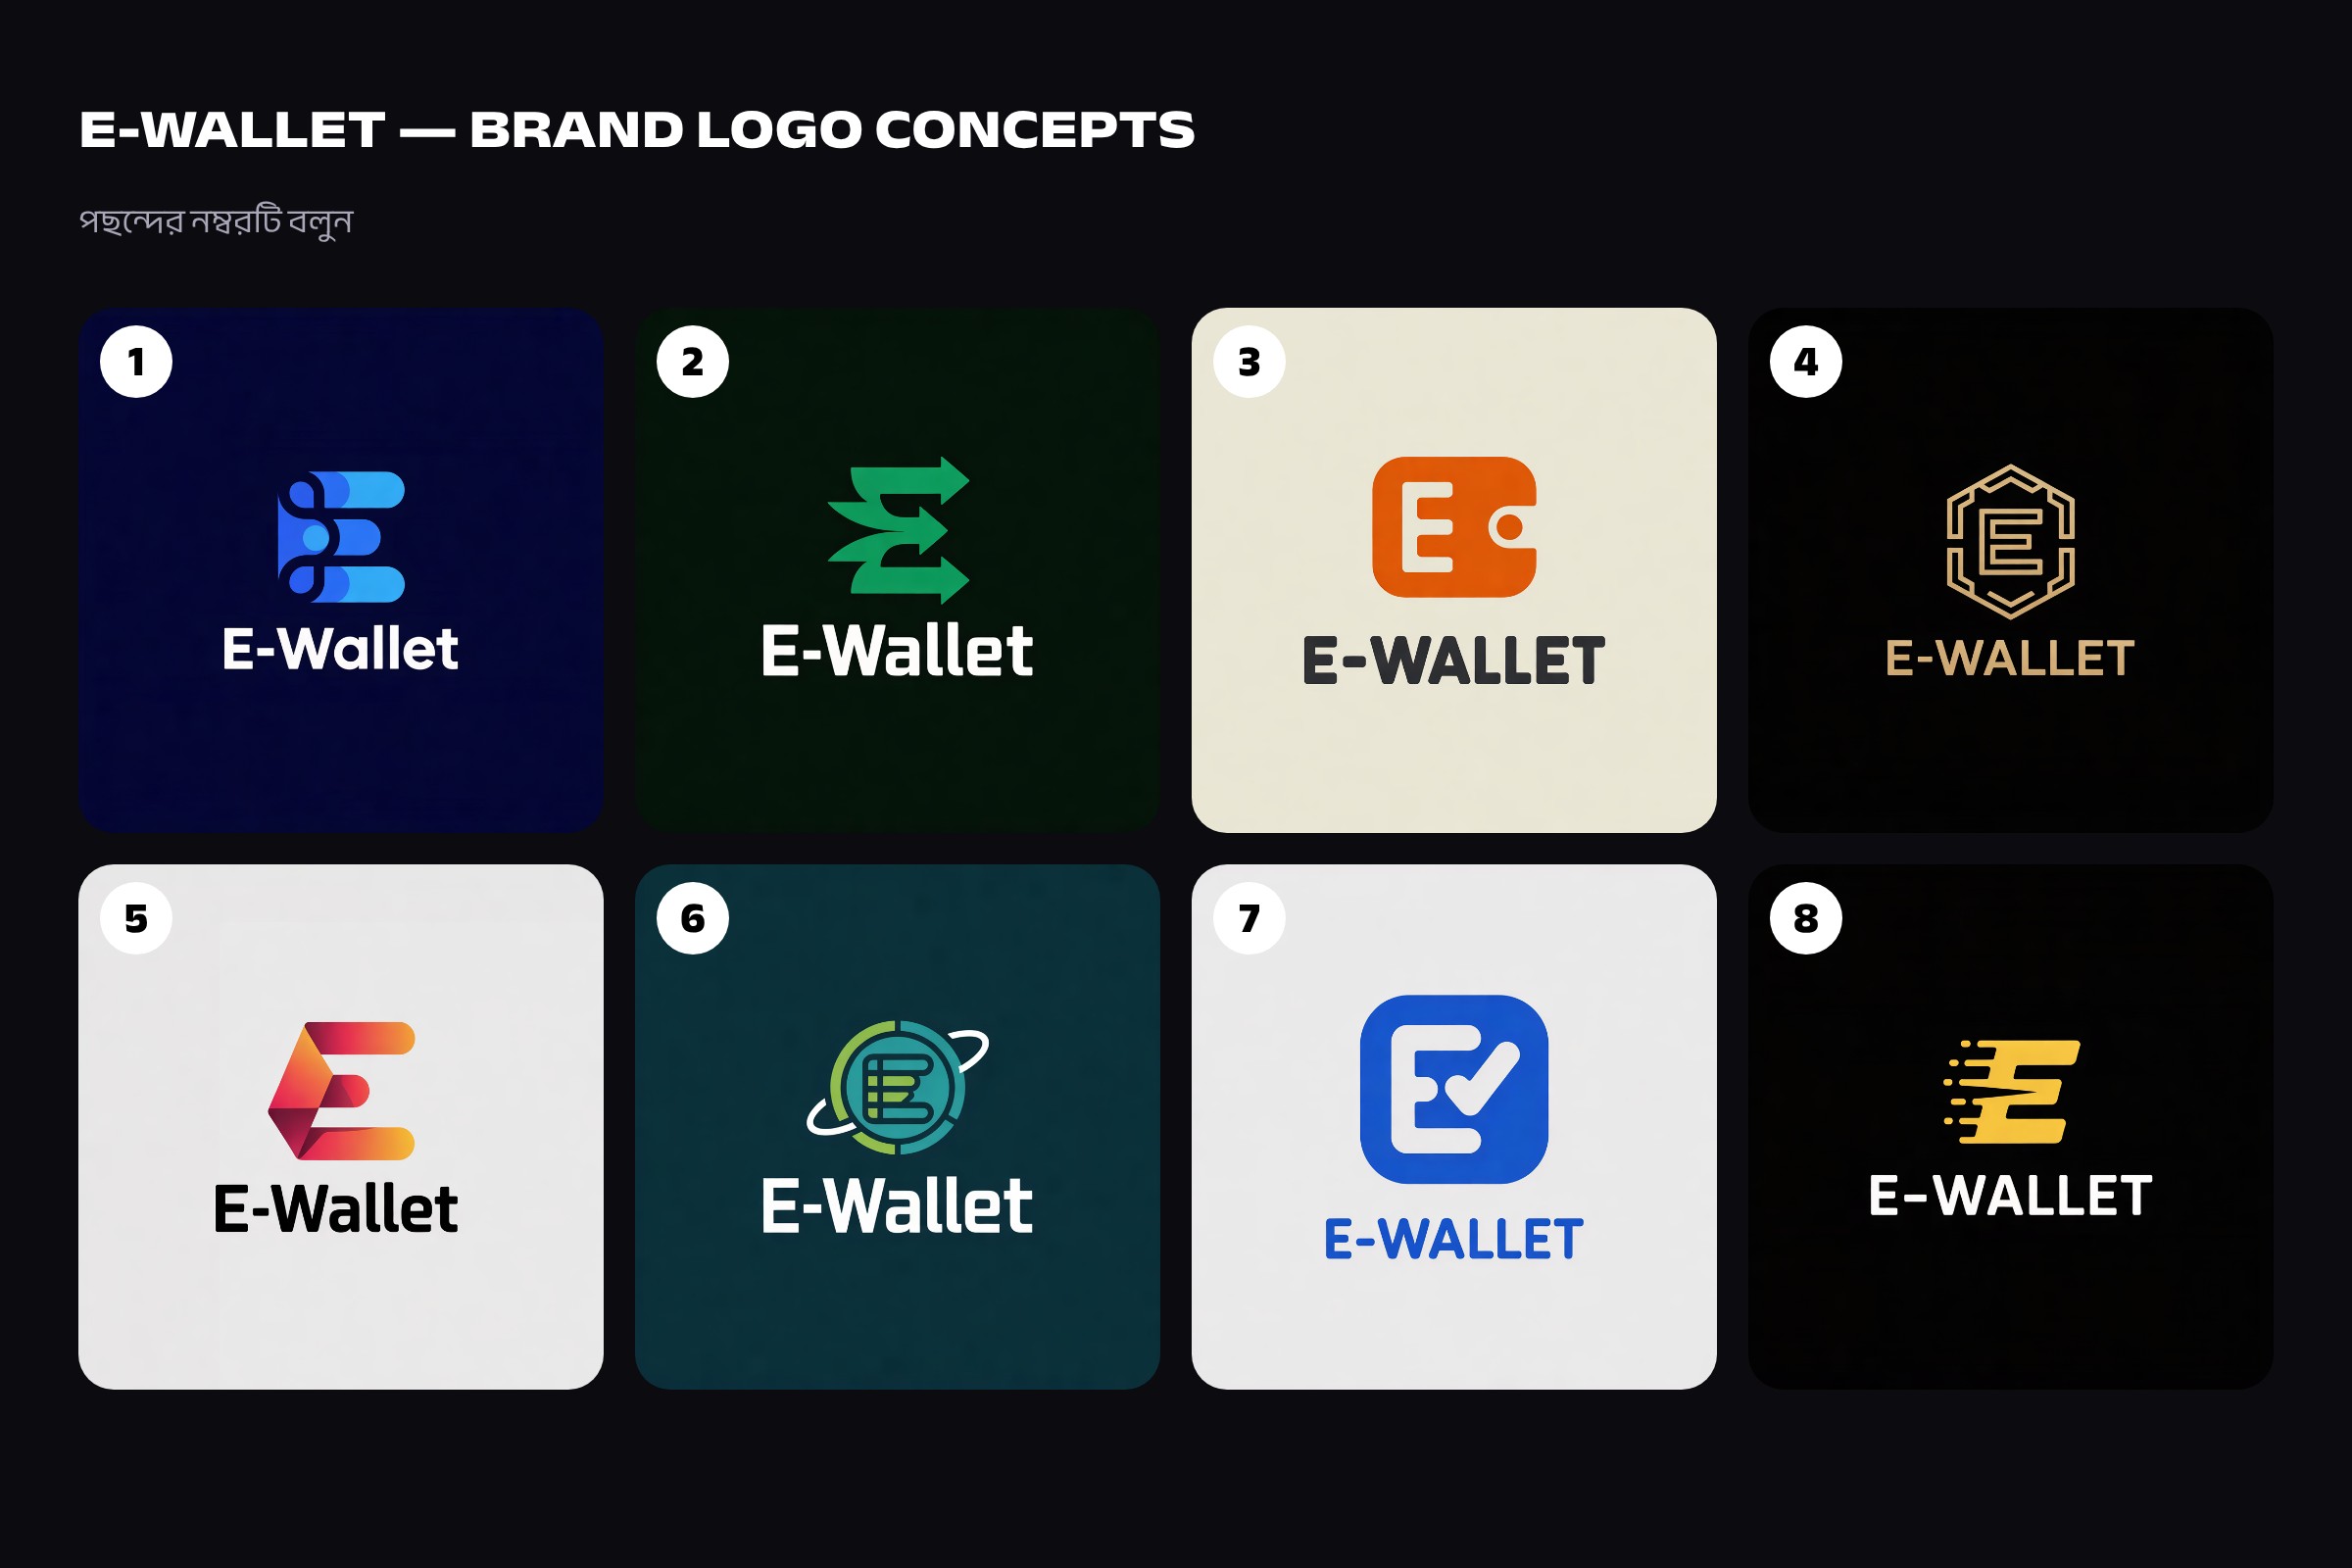 E-WALLET — BRAND LOGO CONCEPTS
পছন্দের নম্বরটি বলুন
1
2
3
4
E-Wallet
E-Wallet
E
E-WALLET
E
E-WALLET
5
6
7
8
E-Wallet
E
E-Wallet
E
E-WALLET
E
E-WALLET